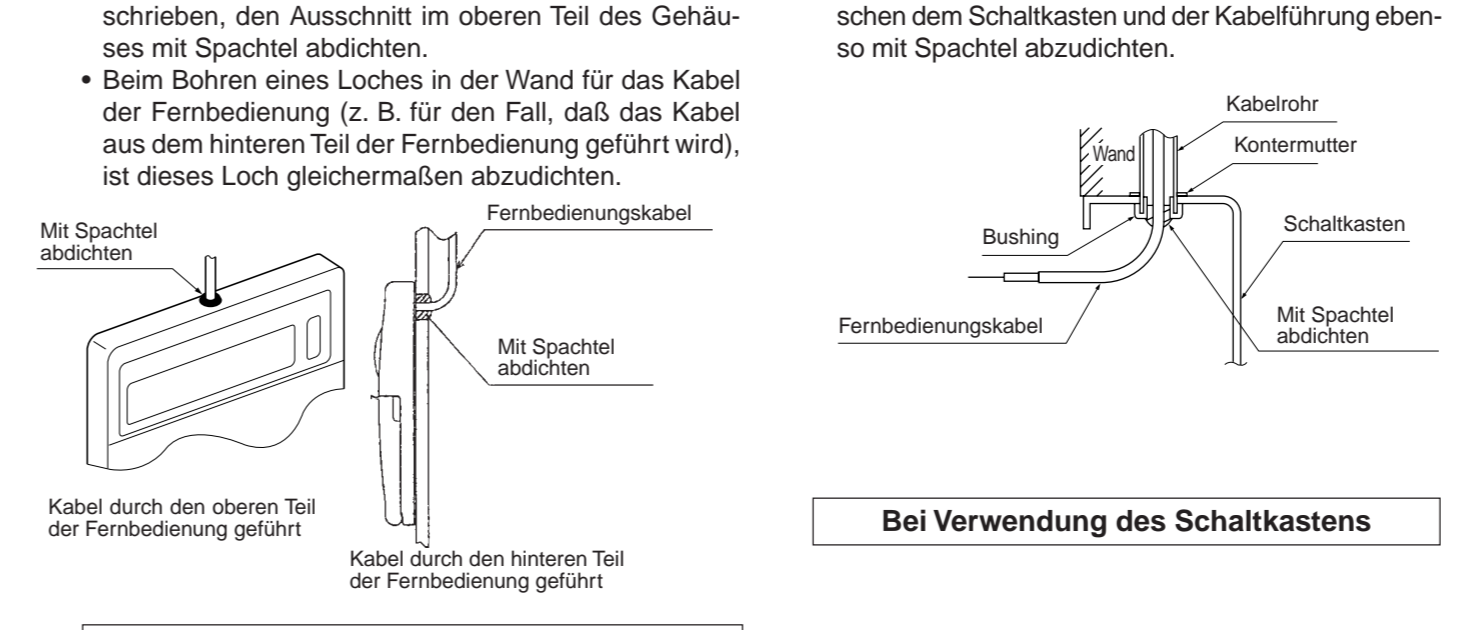 schrieben, den Ausschnitt im oberen Teil des Gehäu-
ses mit Spachtel abdichten.
• Beim Bohren eines Loches in der Wand für das Kabel
der Fernbedienung (z. B. für den Fall, daß das Kabel
aus dem hinteren Teil der Fernbedienung geführt wird),
ist dieses Loch gleichermaßen abzudichten.
Mit Spachtel
abdichten
Fernbedienungskabel
Mit Spachtel
abdichten
Kabel durch den oberen Teil
der Fernbedienung geführt
Kabel durch den hinteren Teil
der Fernbedienung geführt
schen dem Schaltkasten und der Kabelführung eben-
so mit Spachtel abzudichten.
Kabelrohr
Wand
Kontermutter
Bushing
Schaltkasten
Fernbedienungskabel
Mit Spachtel
abdichten
Bei Verwendung des Schaltkastens